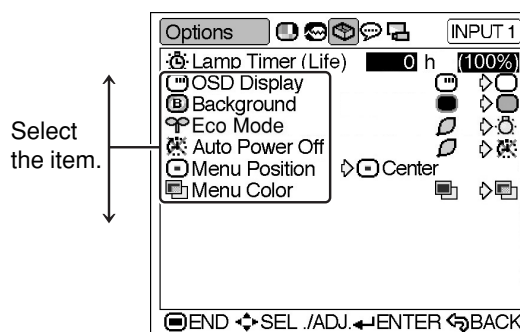 Options INPUT 1
Lamp Timer (Life) 0 h (100%)
OSD Display
B Background
Eco Mode
Auto Power Off
Menu Position Center
Menu Color
Select
the item.
END SEL./ADJ. ENTER BACK